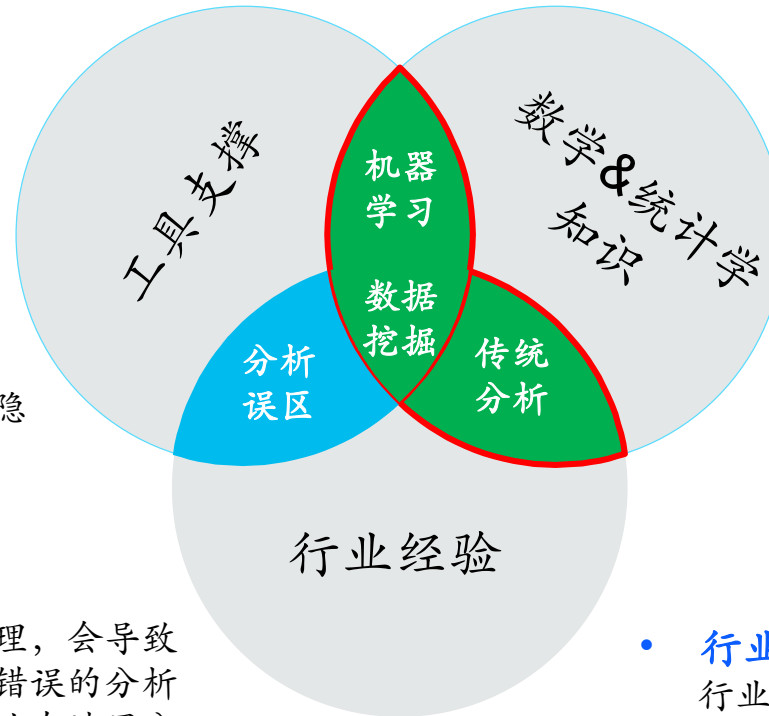 工具支撑
数学&统计学
知识
机器
学习
数据
挖掘
分析
误区
传统
分析
隐
行业经验
理，会导致
错误的分析
• 行业
行业